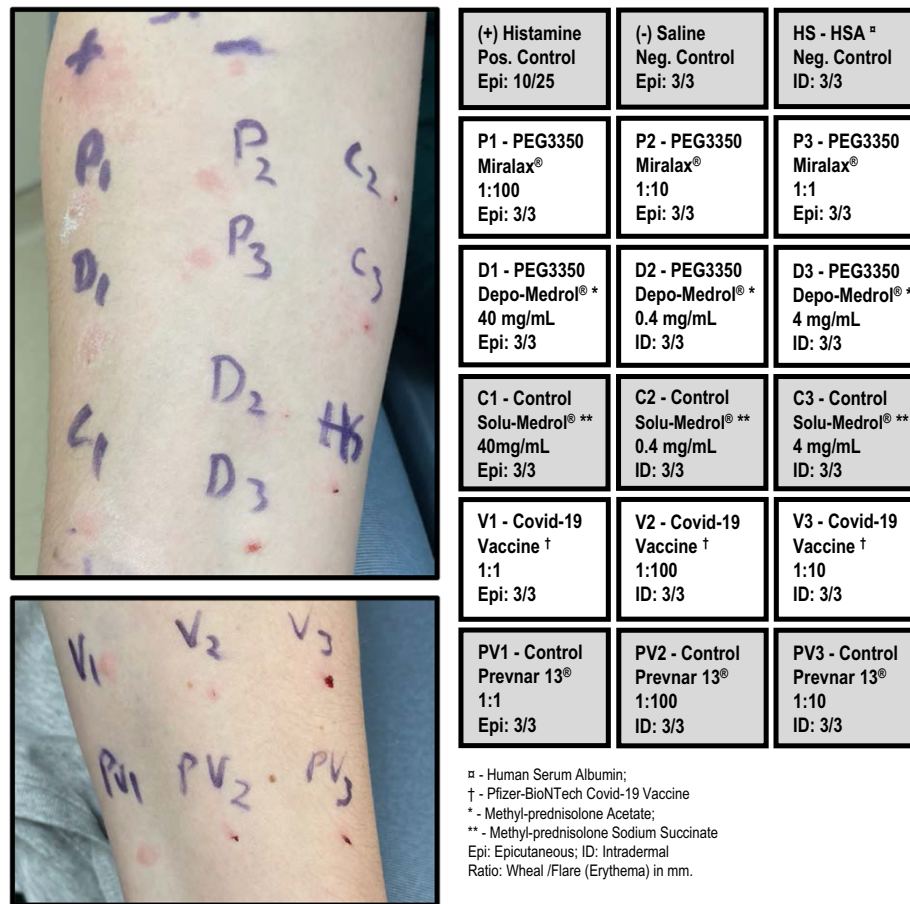 +
-
P1
P2
C2
P3
D1
C3
D2
C1
HS
D3
V1
V2
V3
PV1
PV2
PV3
(+) Histamine
Pos. Control
Epi: 10/25
(-) Saline
Neg. Control
Epi: 3/3
HS - HSA ¤
Neg. Control
ID: 3/3
P1 - PEG3350
Miralax®
1:100
Epi: 3/3
P2 - PEG3350
Miralax®
1:10
Epi: 3/3
P3 - PEG3350
Miralax®
1:1
Epi: 3/3
D1 - PEG3350
Depo-Medrol® *
40 mg/mL
Epi: 3/3
D2 - PEG3350
Depo-Medrol® *
0.4 mg/mL
ID: 3/3
D3 - PEG3350
Depo-Medrol® *
4 mg/mL
ID: 3/3
C1 - Control
Solu-Medrol® **
40mg/mL
Epi: 3/3
C2 - Control
Solu-Medrol® **
0.4 mg/mL
ID: 3/3
C3 - Control
Solu-Medrol® **
4 mg/mL
ID: 3/3
V1 - Covid-19
Vaccine †
1:1
Epi: 3/3
V2 - Covid-19
Vaccine †
1:100
ID: 3/3
V3 - Covid-19
Vaccine †
1:10
ID: 3/3
PV1 - Control
Prevnar 13®
1:1
Epi: 3/3
PV2 - Control
Prevnar 13®
1:100
ID: 3/3
PV3 - Control
Prevnar 13®
1:10
ID: 3/3
¤ - Human Serum Albumin;
† - Pfizer-BioNTech Covid-19 Vaccine
* - Methyl-prednisolone Acetate;
** - Methyl-prednisolone Sodium Succinate
Epi: Epicutaneous; ID: Intradermal
Ratio: Wheal /Flare (Erythema) in mm.